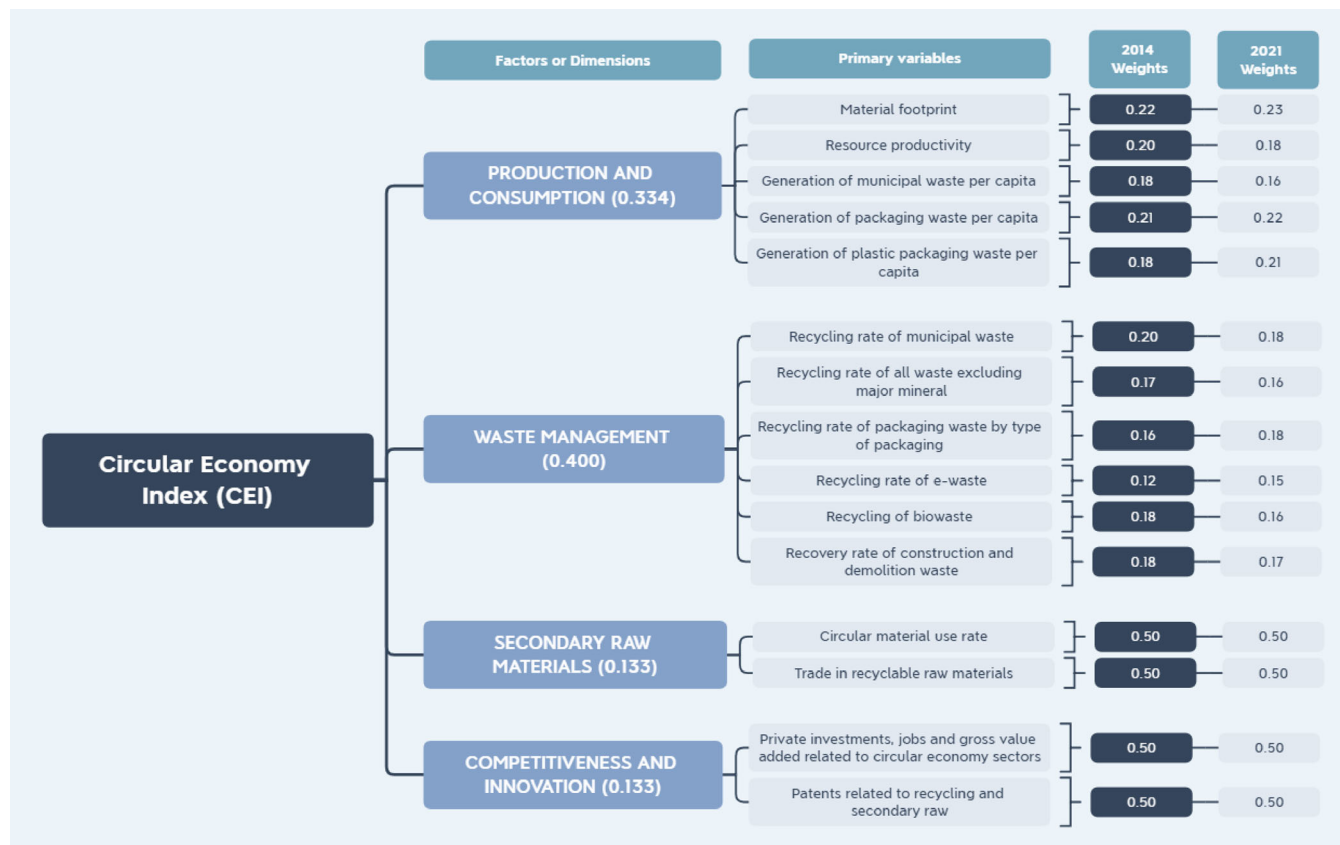 Factors or Dimensions
Primary variables
2014
Weights
2021
Weights
Circular Economy
Index (CEI)
PRODUCTION AND
CONSUMPTION (0.334)
Material footprint
0.22
0.23
Resource productivity
0.20
0.18
Generation of municipal waste per capita
0.18
0.16
Generation of packaging waste per capita
0.21
0.22
Generation of plastic packaging waste per
capita
0.18
0.21
WASTE MANAGEMENT
(0.400)
Recycling rate of municipal waste
0.20
0.18
Recycling rate of all waste excluding
major mineral
0.17
0.16
Recycling rate of packaging waste by type
of packaging
0.16
0.18
Recycling rate of e-waste
0.12
0.15
Recycling of biowaste
0.18
0.16
Recovery rate of construction and
demolition waste
0.18
0.17
SECONDARY RAW
MATERIALS (0.133)
Circular material use rate
0.50
0.50
Trade in recyclable raw materials
0.50
0.50
COMPETITIVENESS AND
INNOVATION (0.133)
Private investments, jobs and gross value
added related to circular economy sectors
0.50
0.50
Patents related to recycling and
secondary raw
0.50
0.50